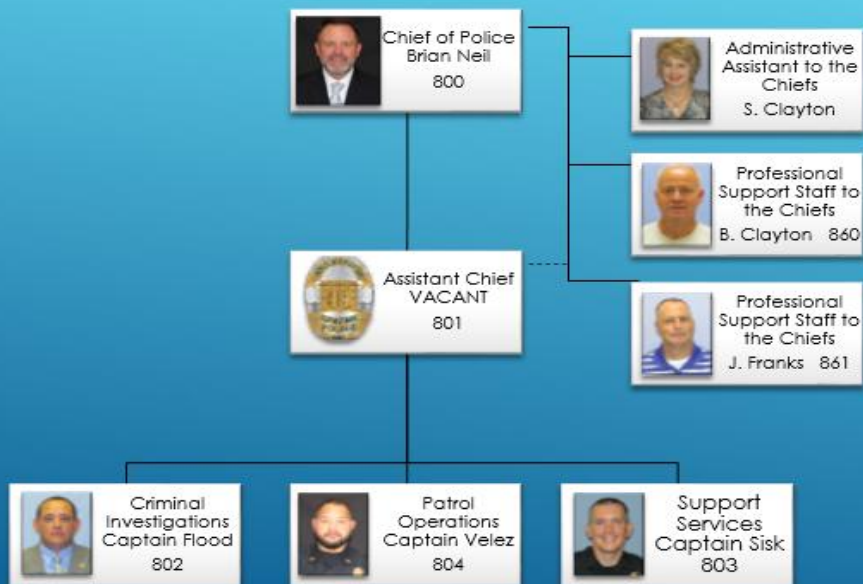 Chief of Police
Brian Neil
800
Administrative
Assistant to the
Chiefs
S. Clayton
Professional
Support Staff to
the Chiefs
B. Clayton 860
Assistant Chief
VACANT
801
Professional
Support Staff to
the Chiefs
J. Franks 861
Criminal
Investigations
Captain Flood
802
Patrol
Operations
Captain Velez
804
Support
Services
Captain Sisk
803